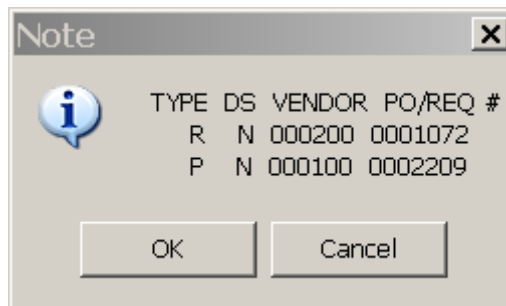 Note
TYPE DS VENDOR PO/REQ #
R N 000200 0001072
P N 000100 0002209
OK Cancel